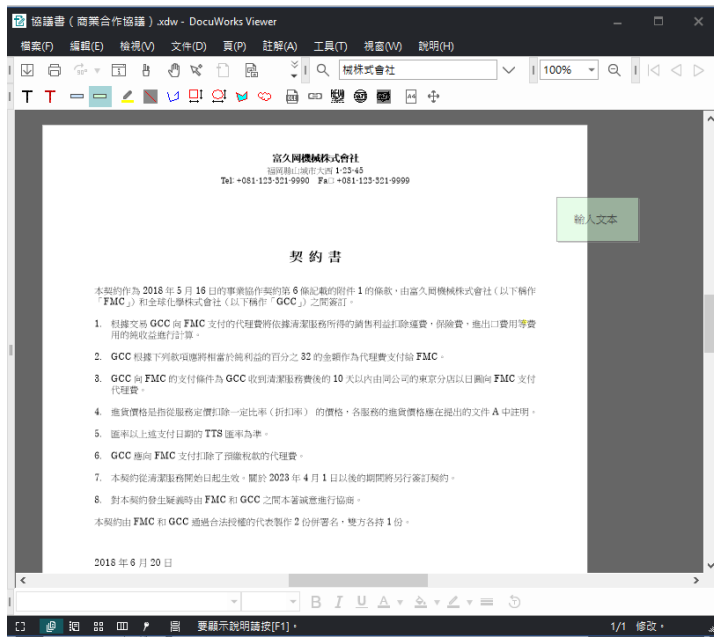 協議書（商業合作協議）.xdw - DocuWorks Viewer
檔案(F) 編輯(E) 檢視(V) 文件(D) 頁(P) 註解(A) 工具(T) 視窗(W) 說明(H)
械株式會社 100%
富久岡機械株式會社
福岡縣山城市大西 1-23-45
Tel: +081-123-321-9990 Fa□ +081-123-321-9999
輸入文本
契 約 書
本契約作為 2018 年 5 月 16 日的事業協作契約第 6 條記載的附件 1 的條款，由富久岡機械株式會社（以下稱作
「FMC」）和全球化學株式會社（以下稱作「GCC」）之間簽訂。
1. 根據交易 GCC 向 FMC 支付的代理費將依據清潔服務所得的銷售利益扣除運費，保險費，進出口費用等費
用的純收益進行計算。
2. GCC 根據下列款項應將相當於純利益的百分之 32 的金額作為代理費支付給 FMC。
3. GCC 向 FMC 的支付條件為 GCC 收到清潔服務費後的 10 天以內由同公司的東京分店以日圓向 FMC 支付
代理費。
4. 進貨價格是指從服務定價扣除一定比率（折扣率） 的價格，各服務的進貨價格應在提出的文件 A 中註明。
5. 匯率以上述支付日期的 TTS 匯率為準。
6. GCC 應向 FMC 支付扣除了預繳稅款的代理費。
7. 本契約從清潔服務開始日起生效。關於 2023 年 4 月 1 日以後的期間將另行簽訂契約。
8. 對本契約發生疑義時由 FMC 和 GCC 之間本著誠意進行協商。
本契約由 FMC 和 GCC 通過合法授權的代表製作 2 份併署名，雙方各持 1 份。
2018 年 6 月 20 日
B I U A
要顯示說明請按[F1]。 1/1 修改。